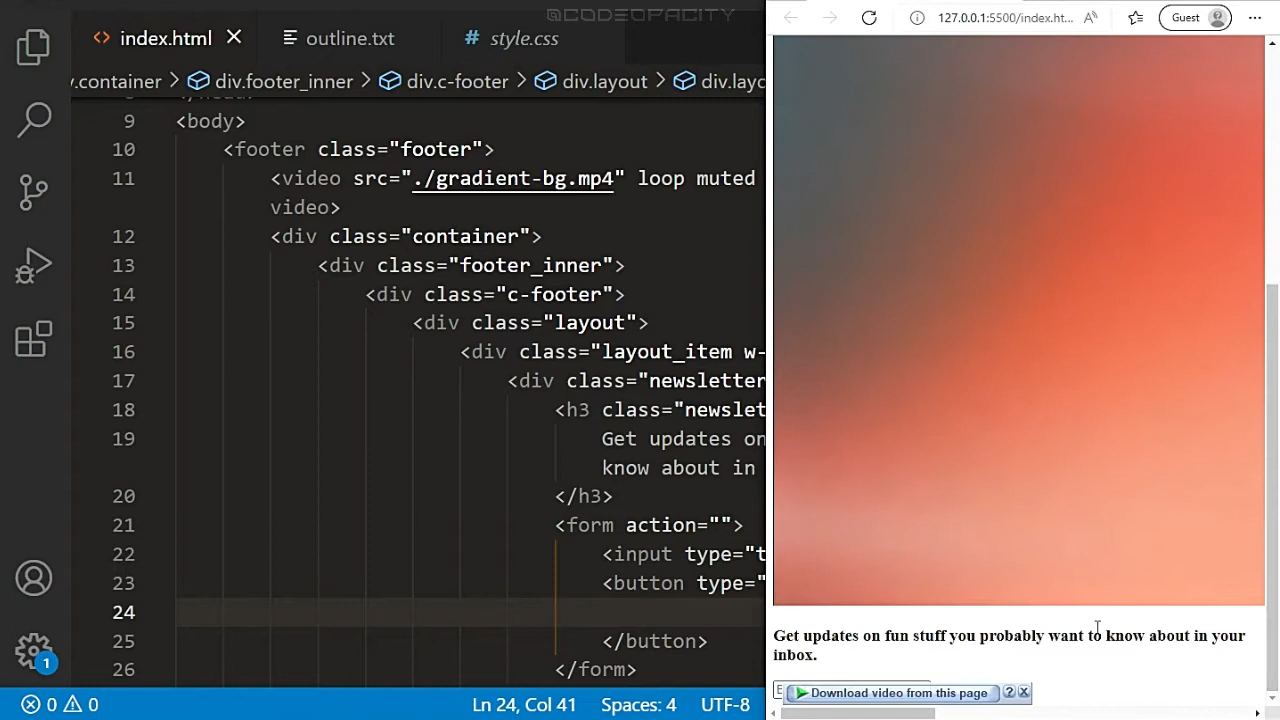 @CODEOPACITY
index.html
outline.txt
style.css
.container > div.footer_inner > div.c-footer > div.layout > div.layo
9 <body>
10 <footer class="footer">
11 <video src="./gradient-bg.mp4" loop muted
video>
12 <div class="container">
13 <div class="footer_inner">
14 <div class="c-footer">
15 <div class="layout">
16 <div class="layout_item w-
17 <div class="newsletter
18 <h3 class="newslet
19 Get updates on
know about in
20 </h3>
21 <form action="">
22 <input type="t
23 <button type="
24
25 </button>
26 </form>
1
0 0
Ln 24, Col 41
Spaces: 4
UTF-8
127.0.0.1:5500/index.ht...
Guest
Get updates on fun stuff you probably want to know about in your
inbox.
Download video from this page